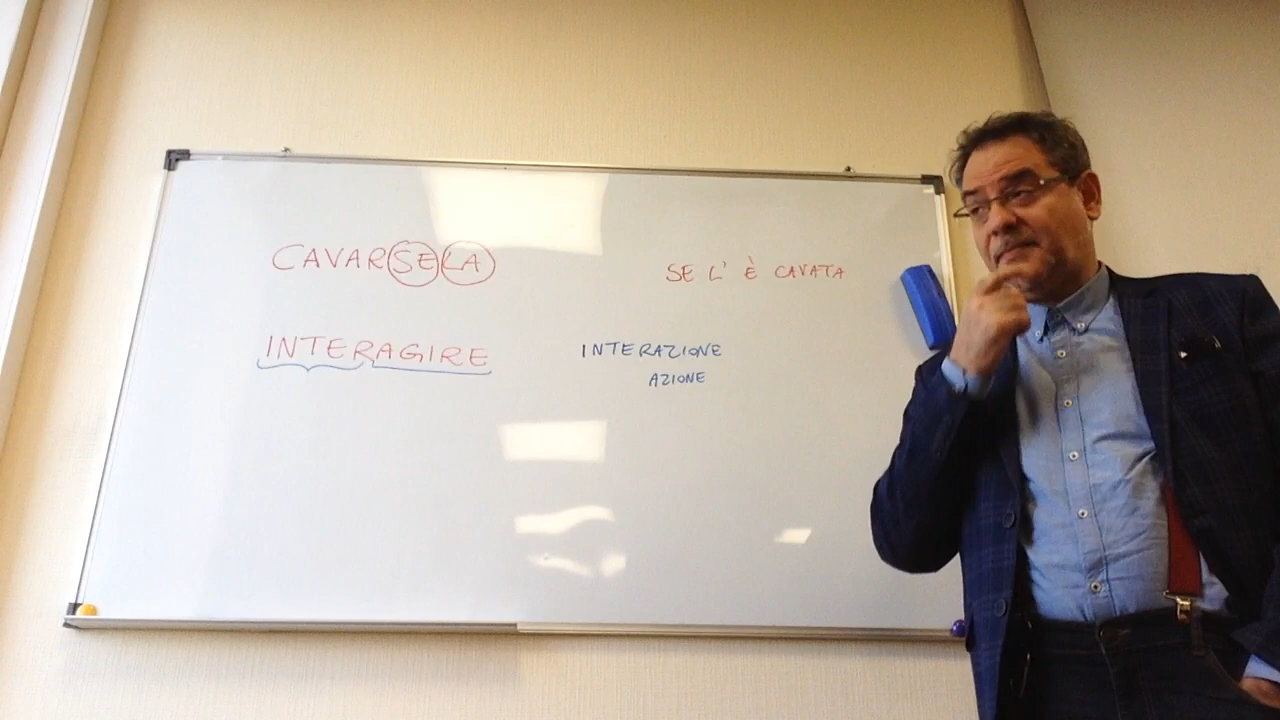 CAVARSELA
SE L' È CAVATA
INTERAGIRE
INTERAZIONE
AZIONE